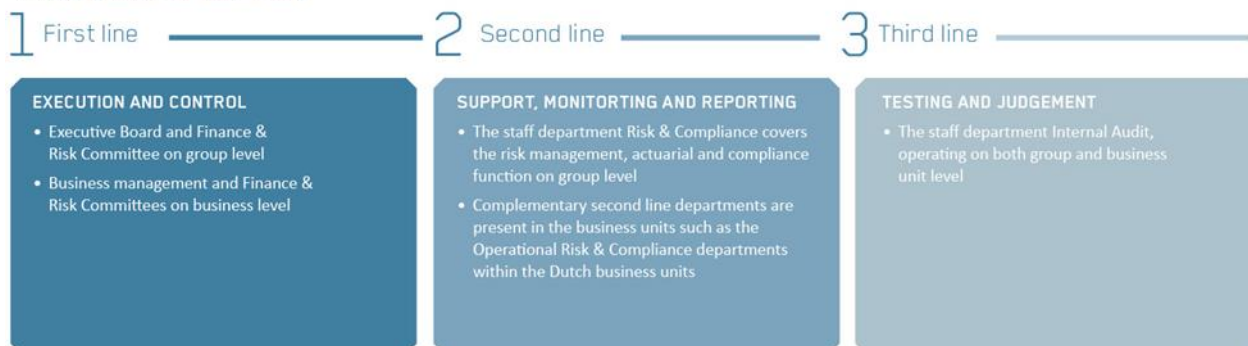 1 First line
EXECUTION AND CONTROL
• Executive Board and Finance &
Risk Committee on group level
• Business management and Finance &
Risk Committees on business level
2 Second line
SUPPORT, MONITORTING AND REPORTING
• The staff department Risk & Compliance covers
the risk management, actuarial and compliance
function on group level
• Complementary second line departments are
present in the business units such as the
Operational Risk & Compliance departments
within the Dutch business units
3 Third line
TESTING AND JUDGEMENT
• The staff department Internal Audit,
operating on both group and business
unit level